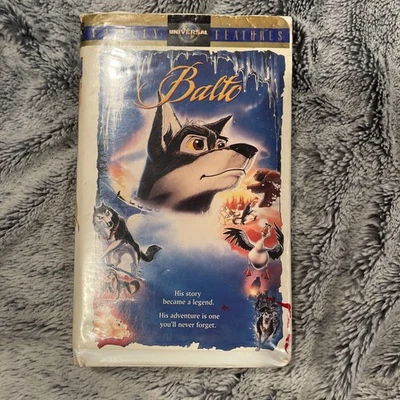 UNIVERSAL
FEATURES
Balto
His story
became a legend.
His adventure is one
you'll never forget.